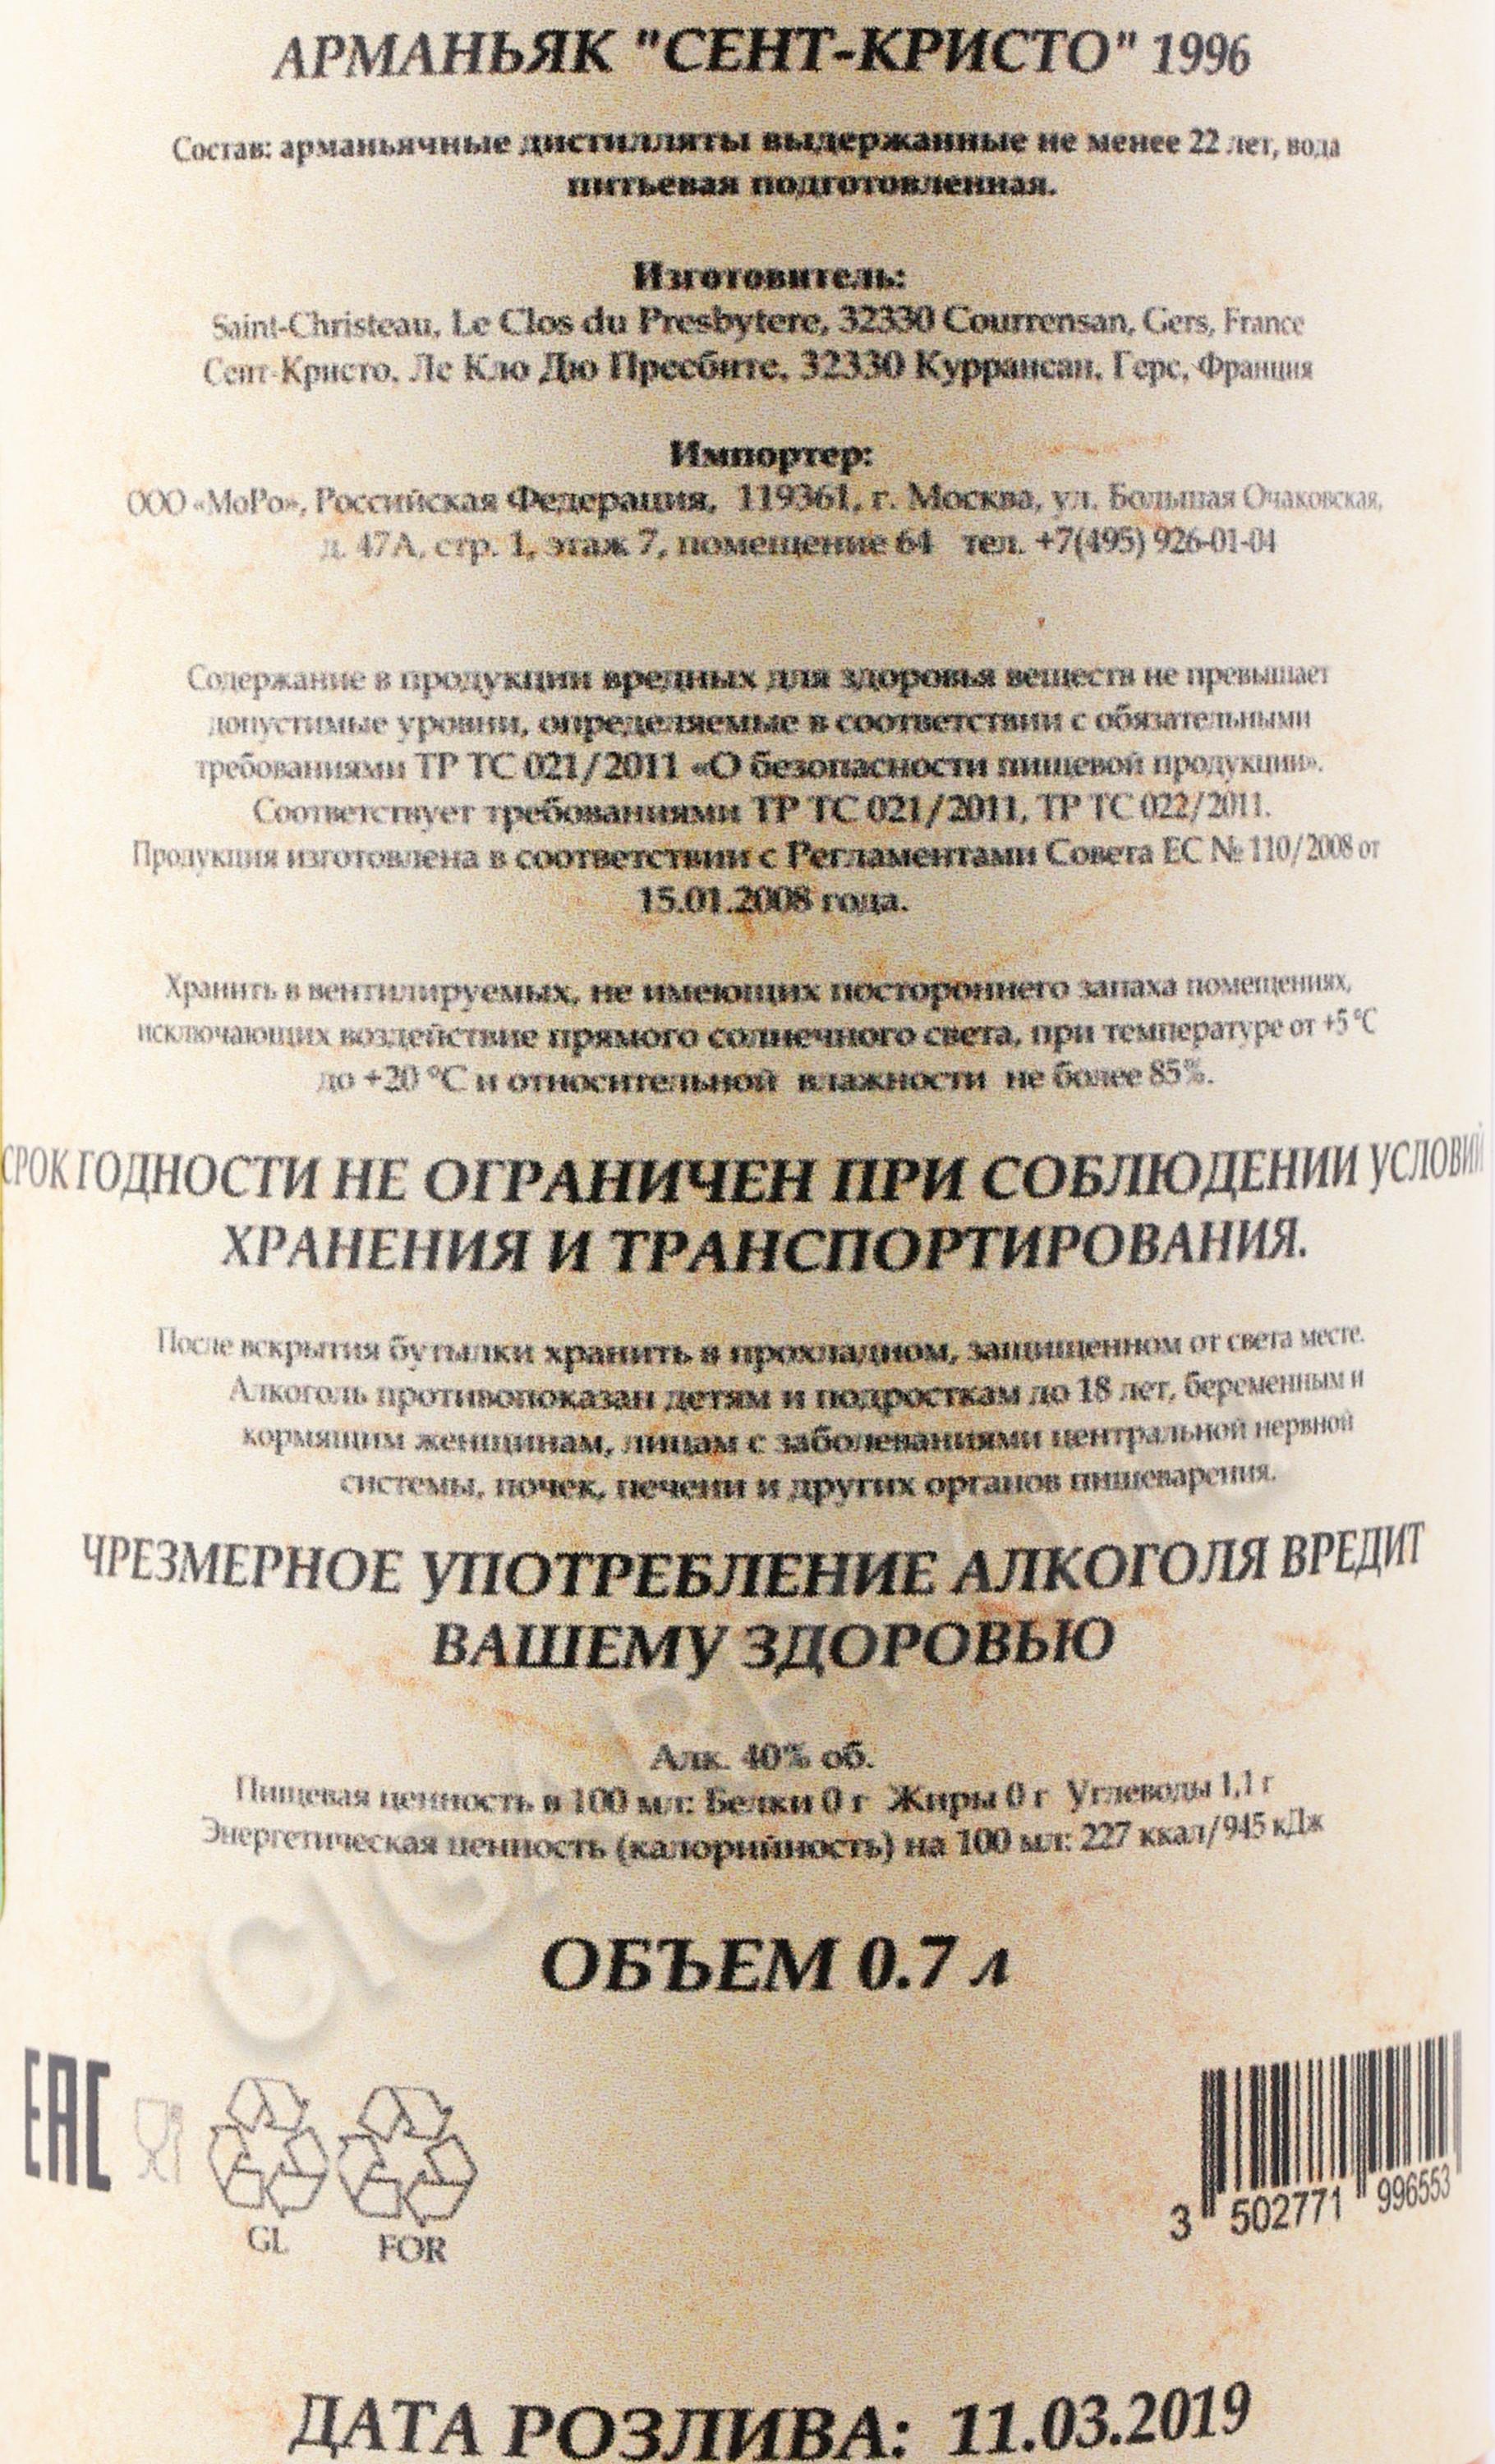 АРМАНЬЯК "СЕНТ-КРИСТО" 1996
Состав: арманьячные дистилляты выдержанные не менее 22 лет, вода
питьевая подготовленная.
Изготовитель:
Saint-Christeau, Le Clos du Presbytere, 32330 Courrensan, Gers, France
Сент-Кристо, Ле Кло Дю Пресбите, 32330 Куррансан, Герс, Франция
Импортер:
ООО «МоРо», Российская Федерация, 119361, г. Москва, ул. Большая Очаковская,
д. 47А, стр. 1, этаж 7, помещение 64 тел. +7(495) 926-01-04
Содержание в продукции вредных для здоровья веществ не превышает
допустимые уровни, определяемые в соответствии с обязательными
требованиями ТР ТС 021/2011 «О безопасности пищевой продукции».
Соответствует требованиями ТР ТС 021/2011, ТР ТС 022/2011.
Продукция изготовлена в соответствии с Регламентами Совета ЕС № 110/2008 от
15.01.2008 года.
Хранить в вентилируемых, не имеющих постороннего запаха помещениях,
исключающих воздействие прямого солнечного света, при температуре от +5 °С
до +20 °С и относительной влажности не более 85%.
СРОК ГОДНОСТИ НЕ ОГРАНИЧЕН ПРИ СОБЛЮДЕНИИ УСЛОВИЙ
ХРАНЕНИЯ И ТРАНСПОРТИРОВАНИЯ.
После вскрытия бутылки хранить в прохладном, защищенном от света месте.
Алкоголь противопоказан детям и подросткам до 18 лет, беременным и
кормящим женщинам, лицам с заболеваниями центральной нервной
системы, почек, печени и других органов пищеварения.
ЧРЕЗМЕРНОЕ УПОТРЕБЛЕНИЕ АЛКОГОЛЯ ВРЕДИТ
ВАШЕМУ ЗДОРОВЬЮ
Алк. 40% об.
Пищевая ценность в 100 мл: Белки 0 г Жиры 0 г Углеводы 1,1 г
Энергетическая ценность (калорийность) на 100 мл: 227 ккал/945 кДж
ОБЪЕМ 0.7 л
EAC
GL FOR
3 502771 996553
ДАТА РОЗЛИВА: 11.03.2019